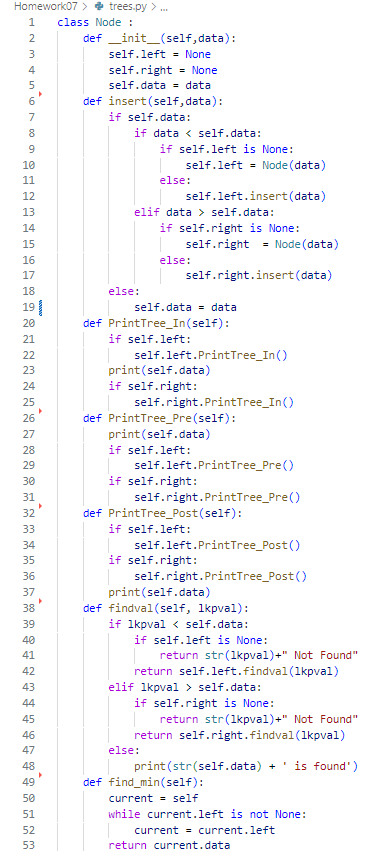 Homework07 > trees.py > ...
1 class Node :
2     def __init__(self,data):
3         self.left = None
4         self.right = None
5         self.data = data
6     def insert(self,data):
7         if self.data:
8             if data < self.data:
9                 if self.left is None:
10                     self.left = Node(data)
11                 else:
12                     self.left.insert(data)
13             elif data > self.data:
14                 if self.right is None:
15                     self.right  = Node(data)
16                 else:
17                     self.right.insert(data)
18         else:
19             self.data = data
20     def PrintTree_In(self):
21         if self.left:
22             self.left.PrintTree_In()
23         print(self.data)
24         if self.right:
25             self.right.PrintTree_In()
26     def PrintTree_Pre(self):
27         print(self.data)
28         if self.left:
29             self.left.PrintTree_Pre()
30         if self.right:
31             self.right.PrintTree_Pre()
32     def PrintTree_Post(self):
33         if self.left:
34             self.left.PrintTree_Post()
35         if self.right:
36             self.right.PrintTree_Post()
37         print(self.data)
38     def findval(self, lkpval):
39         if lkpval < self.data:
40             if self.left is None:
41                 return str(lkpval)+" Not Found"
42             return self.left.findval(lkpval)
43         elif lkpval > self.data:
44             if self.right is None:
45                 return str(lkpval)+" Not Found"
46             return self.right.findval(lkpval)
47         else:
48             print(str(self.data) + ' is found')
49     def find_min(self):
50         current = self
51         while current.left is not None:
52             current = current.left
53         return current.data